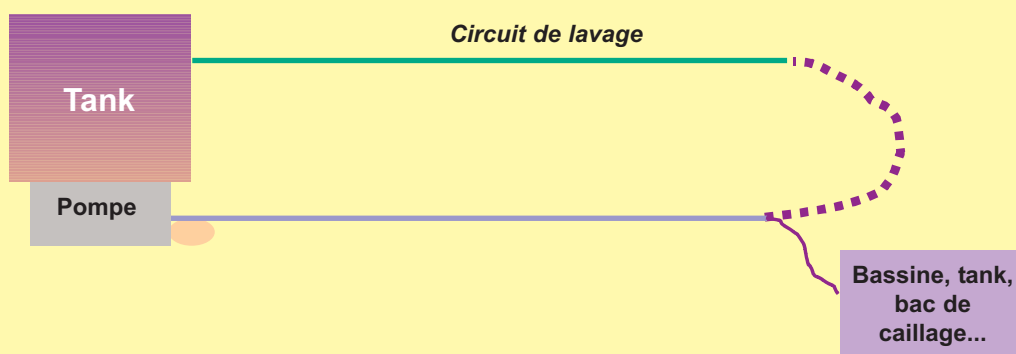 Circuit de lavage
Tank
Pompe
Bassine, tank,
bac de
caillage...